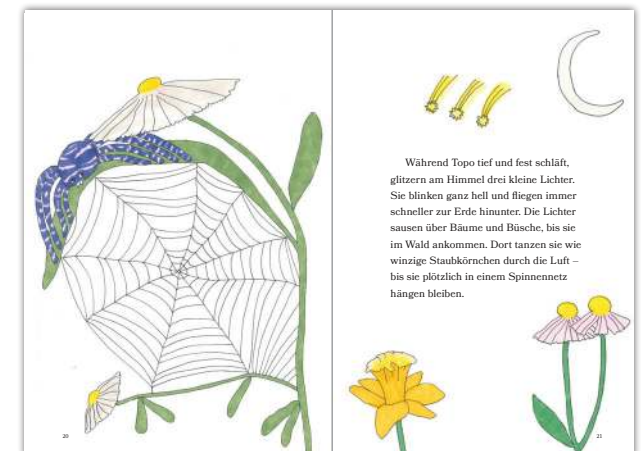 Während Topo tief und fest schläft,
glitzern am Himmel drei kleine Lichter.
Sie blinken ganz hell und fliegen immer
schneller zur Erde hinunter. Die Lichter
sausen über Bäume und Büsche, bis sie
im Wald ankommen. Dort tanzen sie wie
winzige Staubkörnchen durch die Luft –
bis sie plötzlich in einem Spinnennetz
hängen bleiben.
20
21